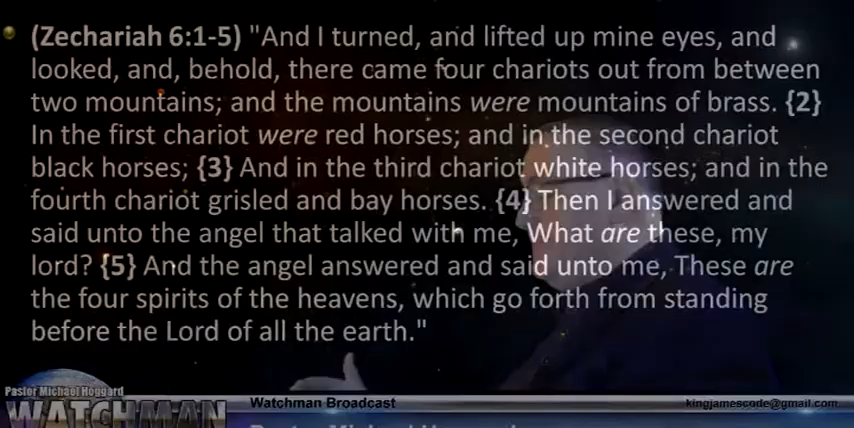 (Zechariah 6:1-5) "And I turned, and lifted up mine eyes, and
looked, and, behold, there came four chariots out from between
two mountains; and the mountains were mountains of brass. {2}
In the first chariot were red horses; and in the second chariot
black horses; {3} And in the third chariot white horses; and in the
fourth chariot grisled and bay horses. {4} Then I answered and
said unto the angel that talked with me, What are these, my
lord? {5} And the angel answered and said unto me, These are
the four spirits of the heavens, which go forth from standing
before the Lord of all the earth."
Pastor Michael Hoggard
WATCHMAN
Watchman Broadcast
kingjamescode@gmail.com